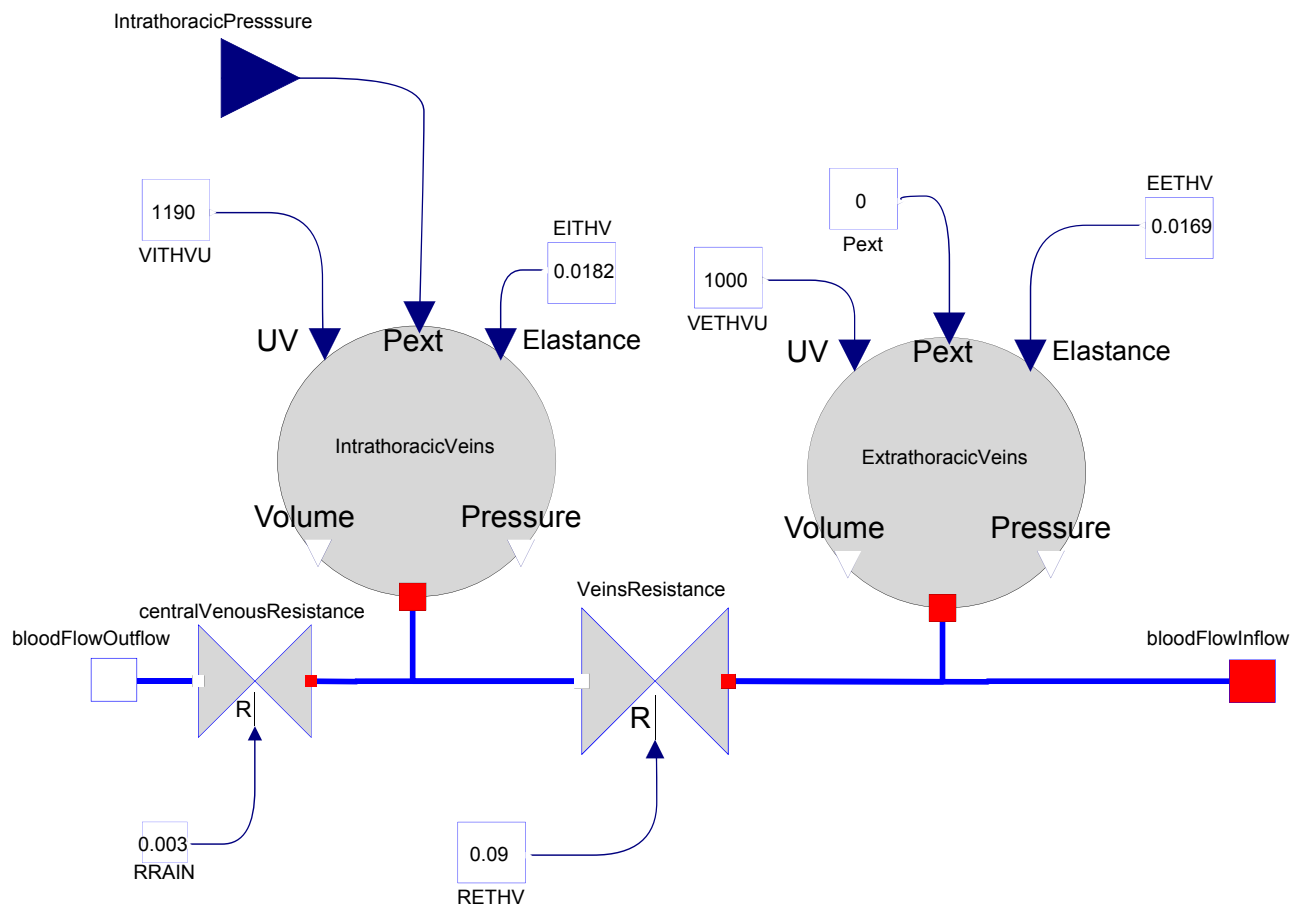 IntrathoracicPresssure
1190
VITHVU
EITHV
0.0182
0
Pext
EETHV
0.0169
1000
VETHVU
UV
Pext
Elastance
UV
Pext
Elastance
IntrathoracicVeins
ExtrathoracicVeins
Volume
Pressure
Volume
Pressure
centralVenousResistance
VeinsResistance
bloodFlowOutflow
bloodFlowInflow
R
R
0.003
RRAIN
0.09
RETHV